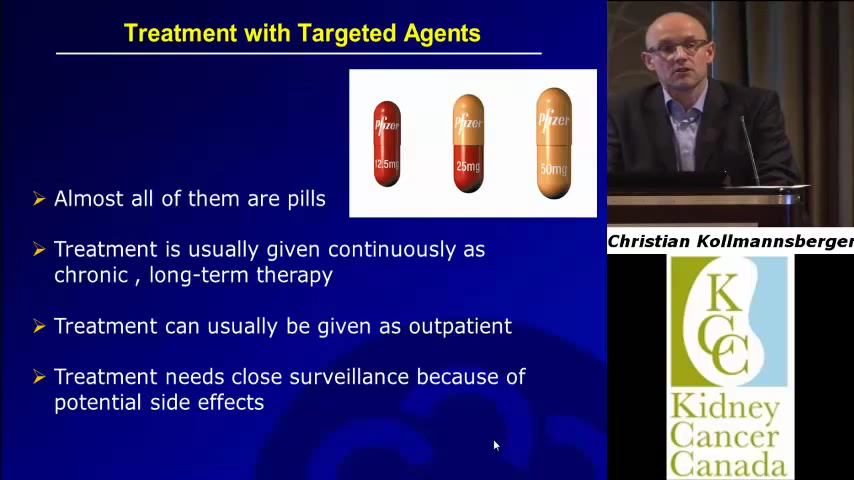 Treatment with Targeted Agents
Pfizer
12.5mg
Pfizer
25mg
Pfizer
50mg
Almost all of them are pills
Treatment is usually given continuously as
chronic , long-term therapy
Treatment can usually be given as outpatient
Treatment needs close surveillance because of
potential side effects
Christian Kollmannsberger
K
C
C
Kidney
Cancer
Canada